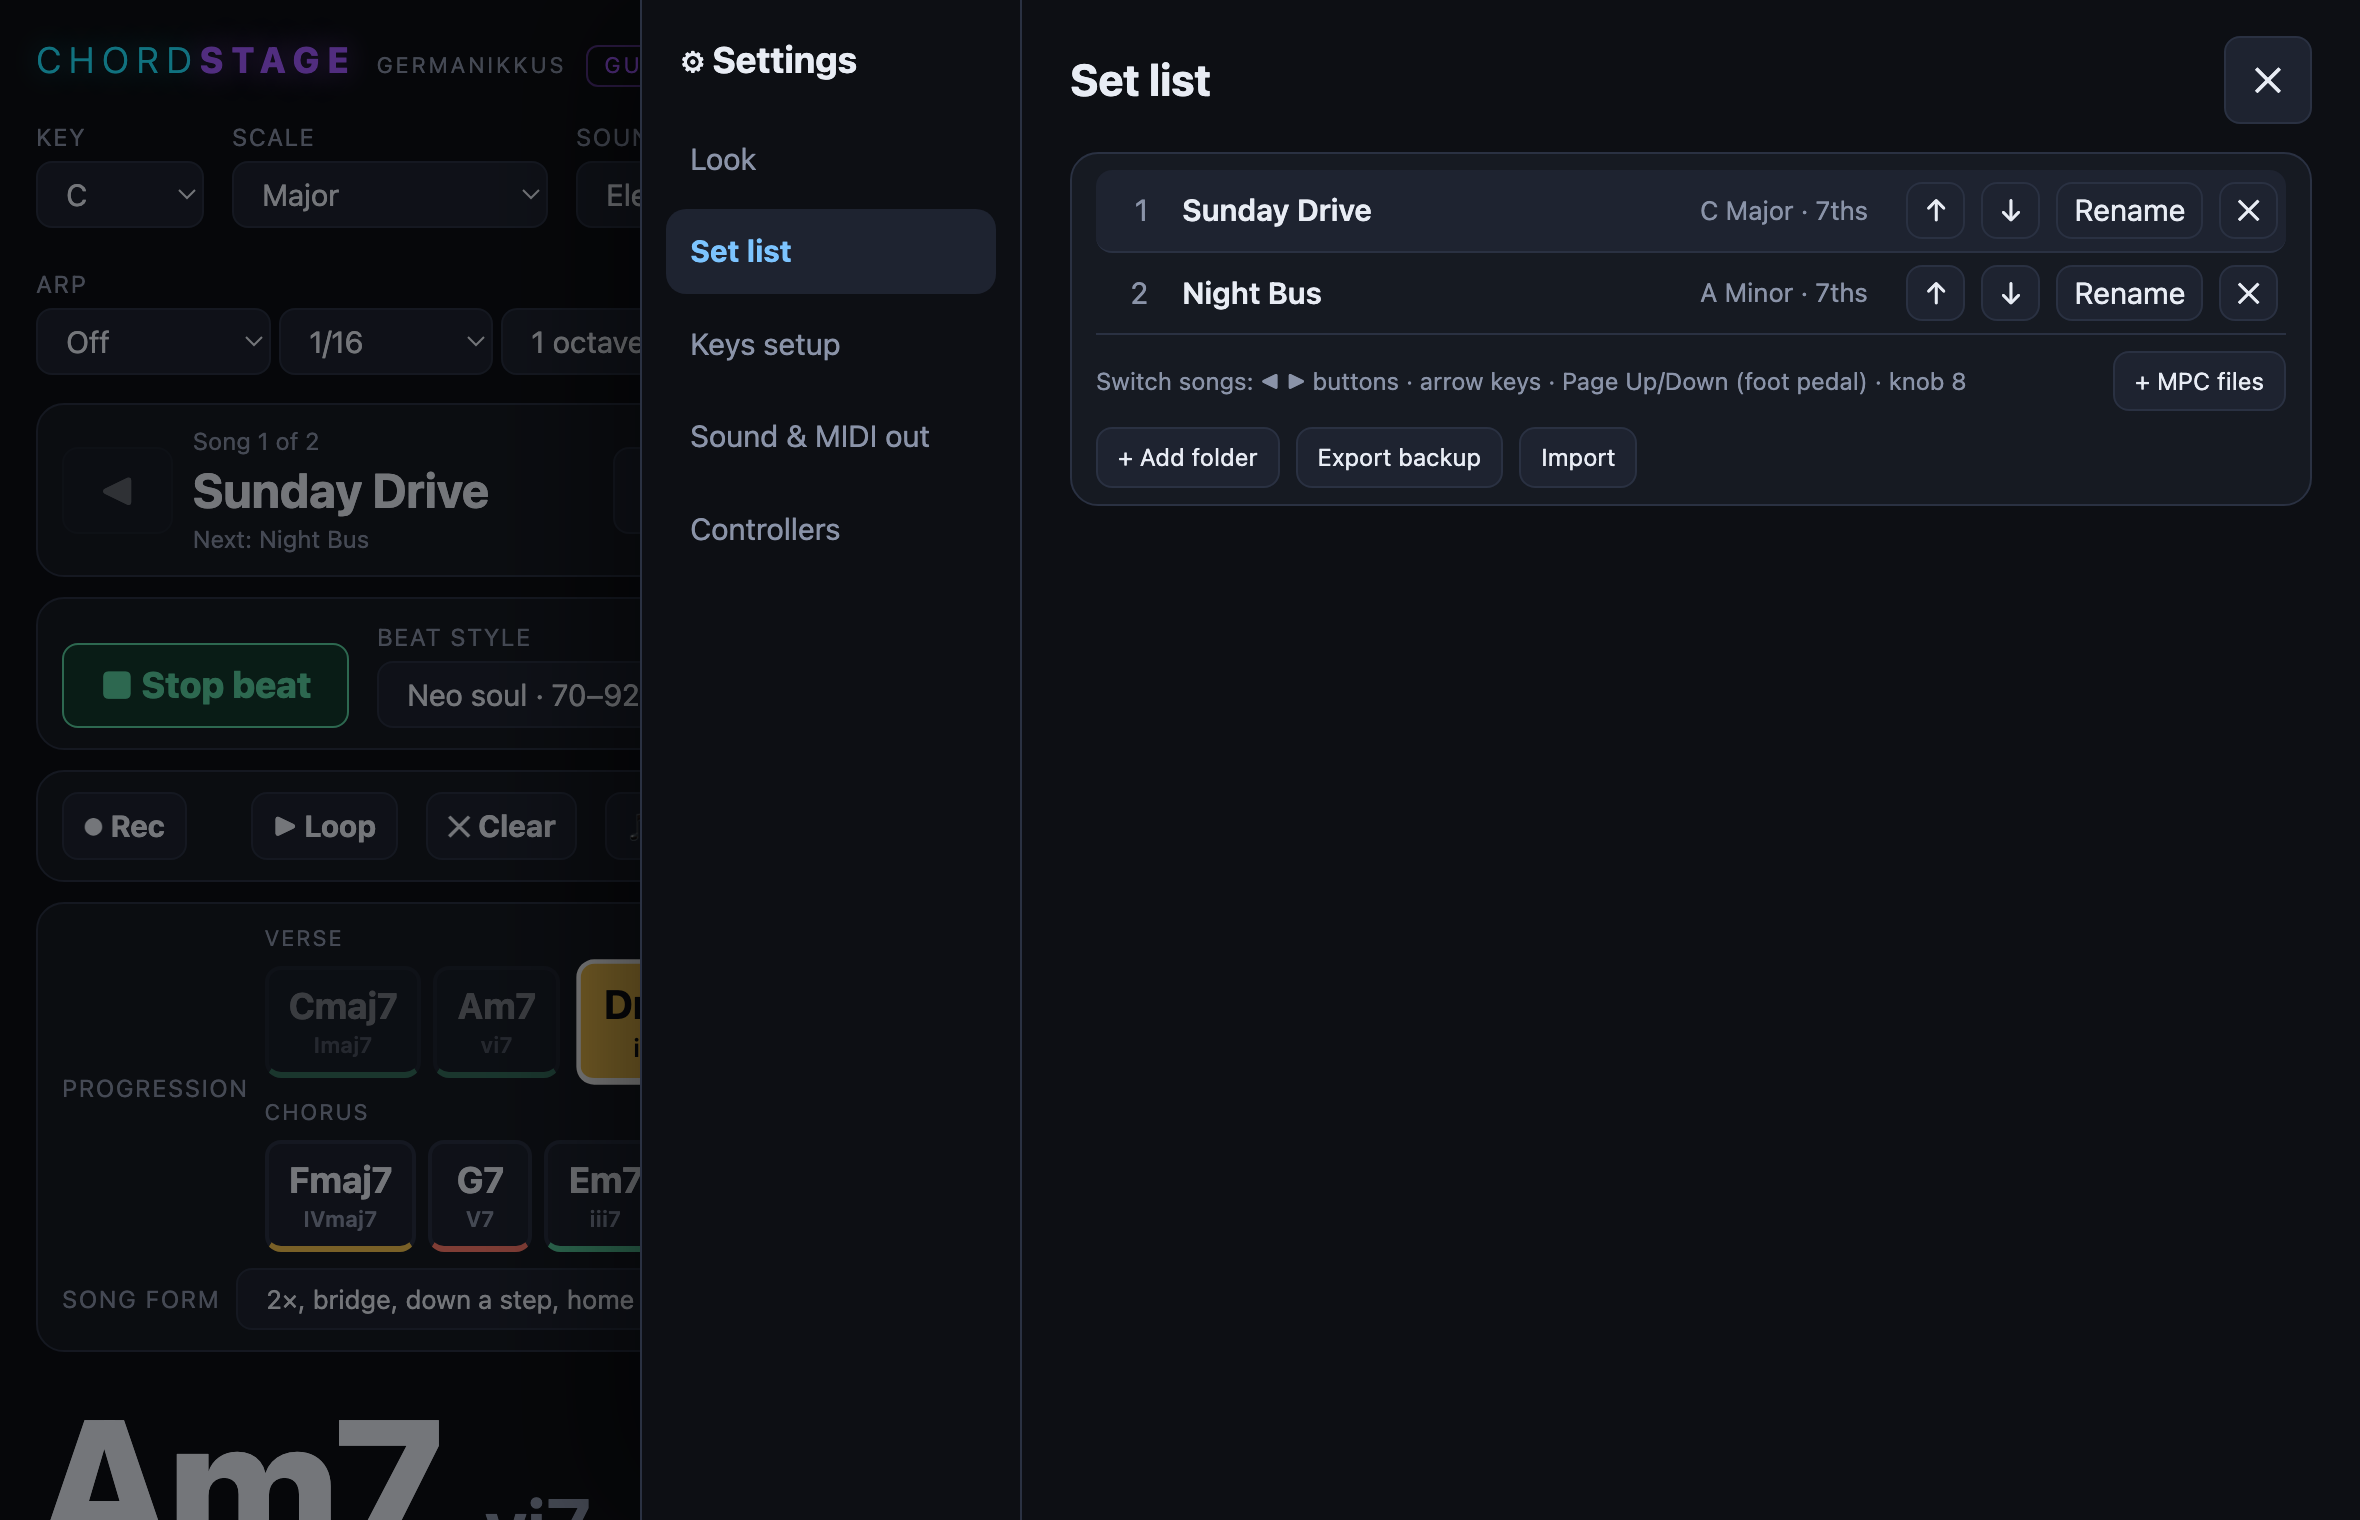 CHORDSTAGE GERMANIKKUS
KEY SCALE
C Major
ARP
Off 1/16 1 octave
Song 1 of 2
Sunday Drive
Next: Night Bus
Stop beat
BEAT STYLE
Neo soul · 70–92
Rec Loop Clear
PROGRESSION
VERSE
Cmaj7 Am7
Imaj7 vi7
CHORUS
Fmaj7 G7 Em7
IVmaj7 V7 iii7
SONG FORM 2×, bridge, down a step, home
Am7 vi7
⚙ Settings
Look
Set list
Keys setup
Sound & MIDI out
Controllers
Set list
1 Sunday Drive C Major · 7ths ↑ ↓ Rename ✕
2 Night Bus A Minor · 7ths ↑ ↓ Rename ✕
Switch songs: ◀ ▶ buttons · arrow keys · Page Up/Down (foot pedal) · knob 8 + MPC files
+ Add folder Export backup Import